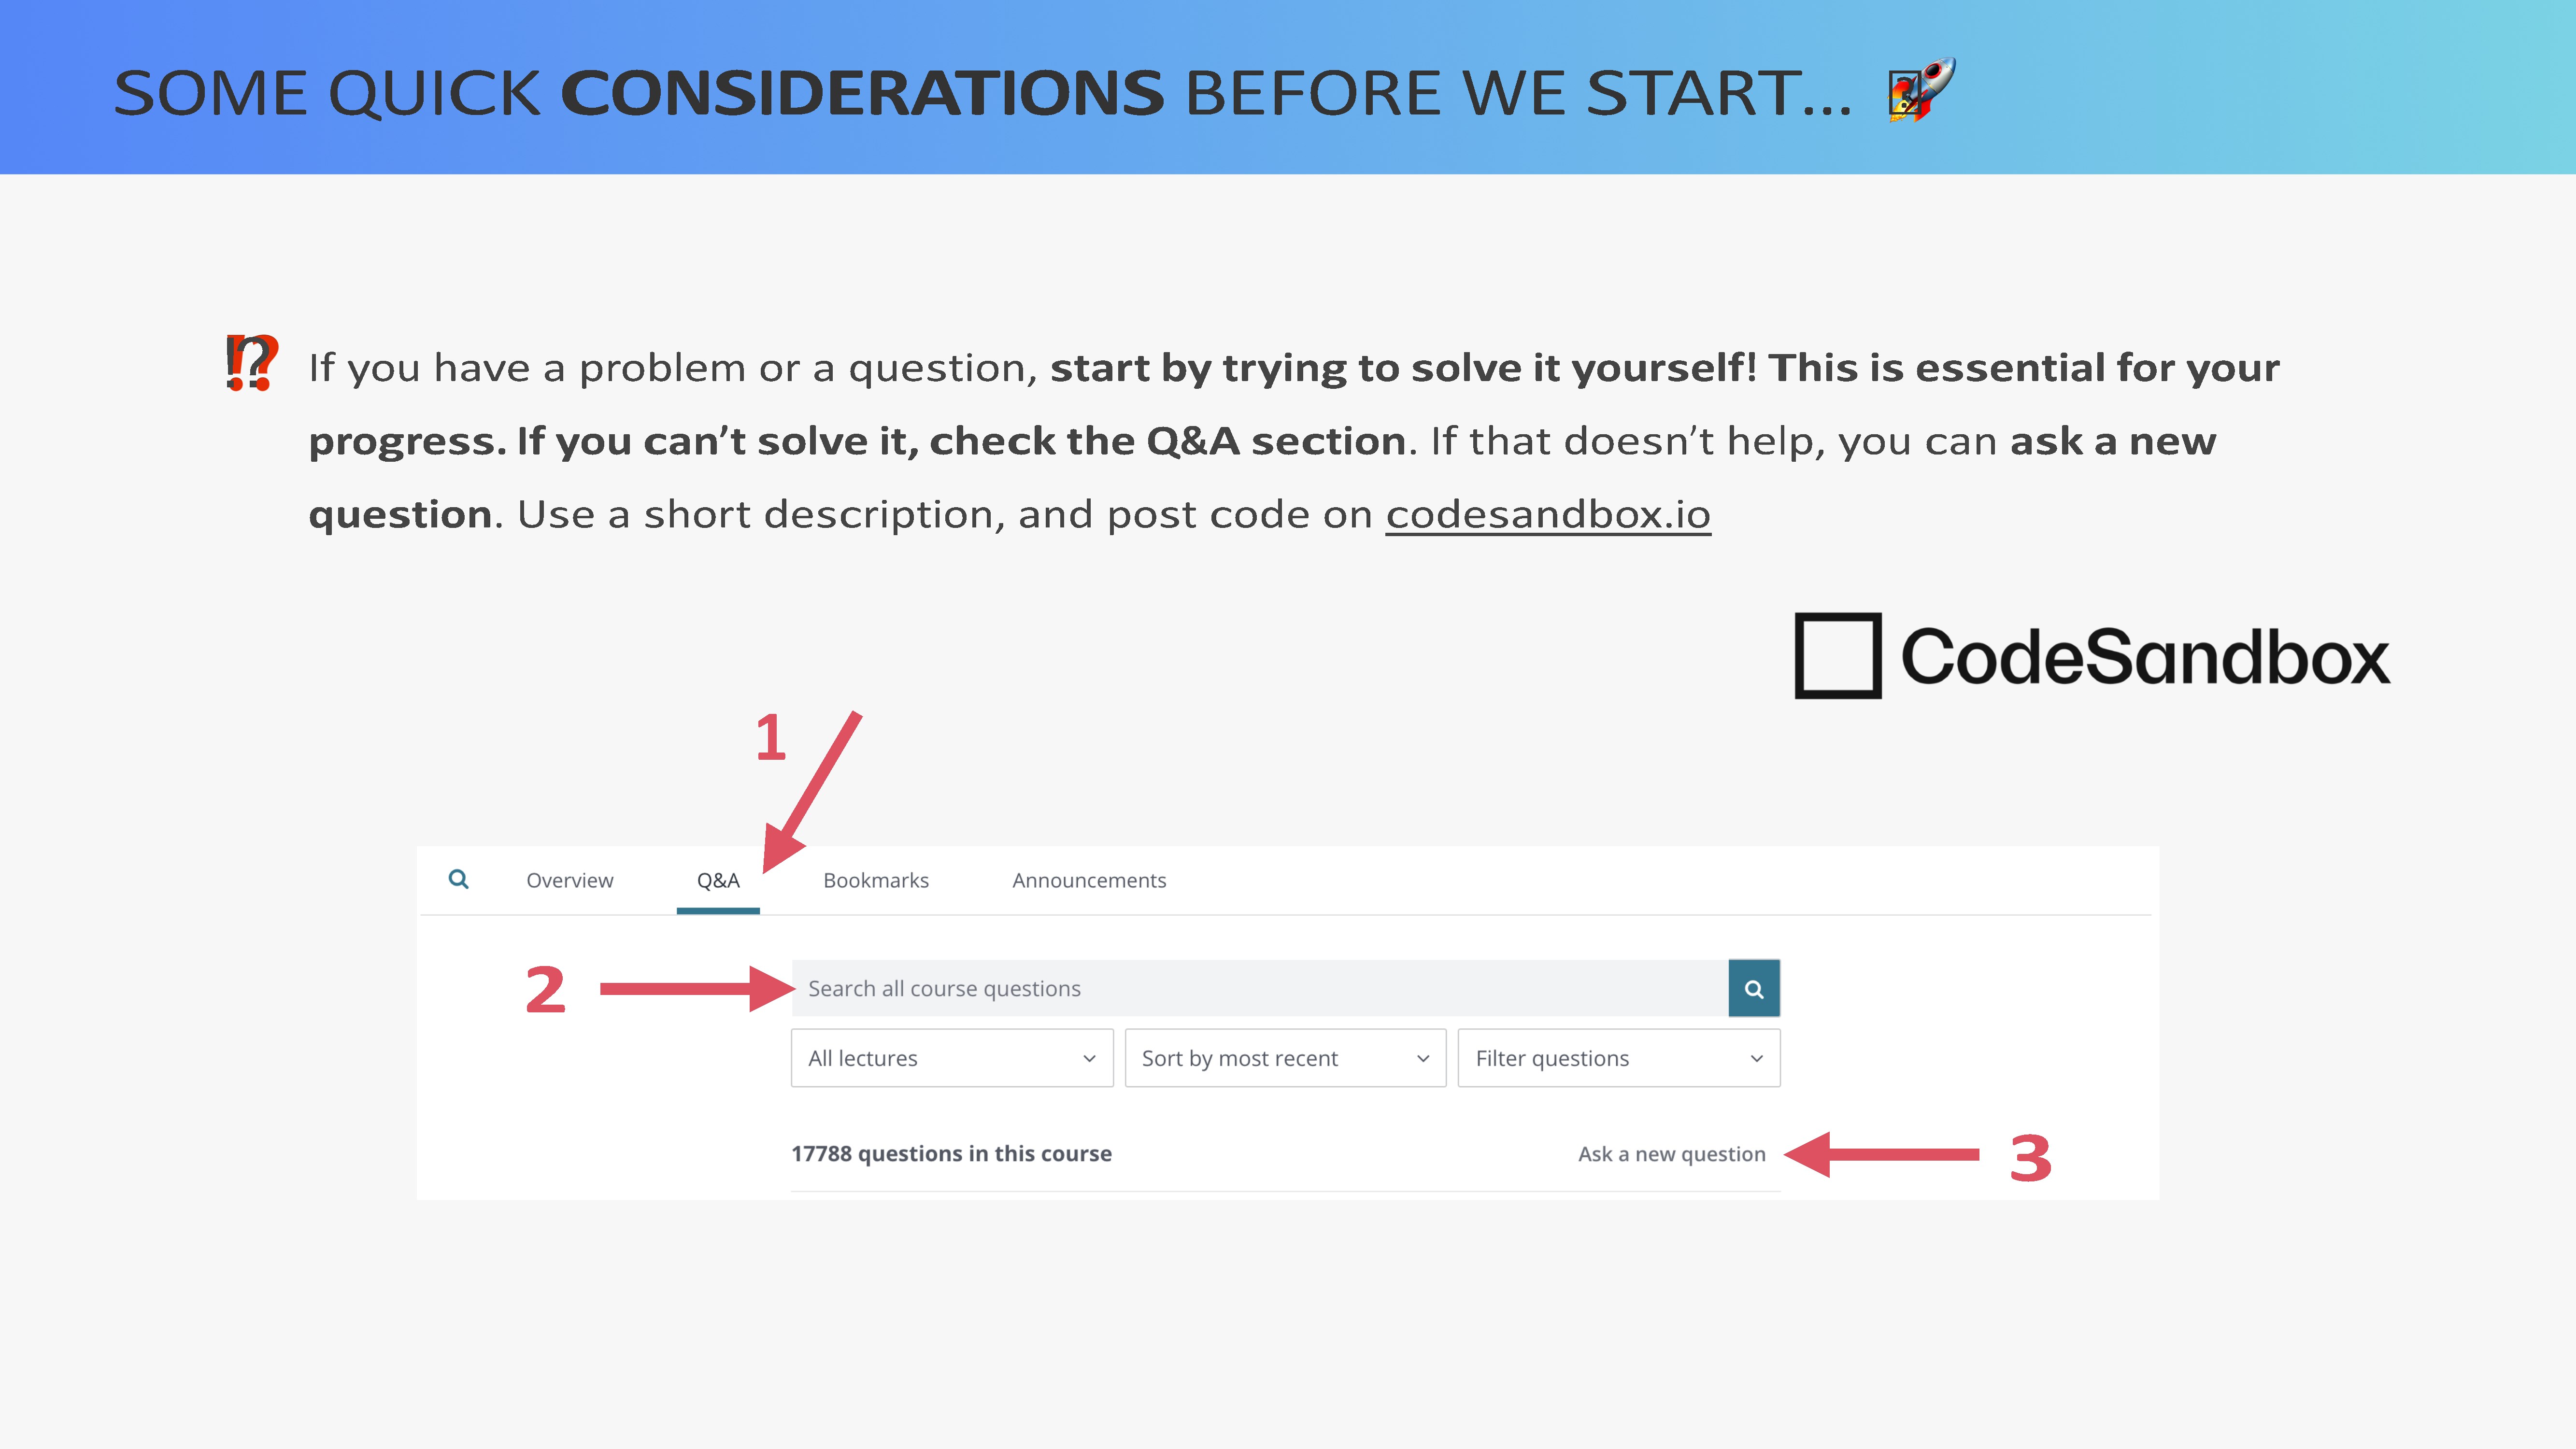 SOME QUICK CONSIDERATIONS BEFORE WE START… 🚀
⁉️ If you have a problem or a question, start by trying to solve it yourself! This is essential for your
progress. If you can’t solve it, check the Q&A section. If that doesn’t help, you can ask a new
question. Use a short description, and post code on codesandbox.io
CodeSandbox
1
Overview Q&A Bookmarks Announcements
2 Search all course questions
All lectures Sort by most recent Filter questions
17788 questions in this course Ask a new question 3